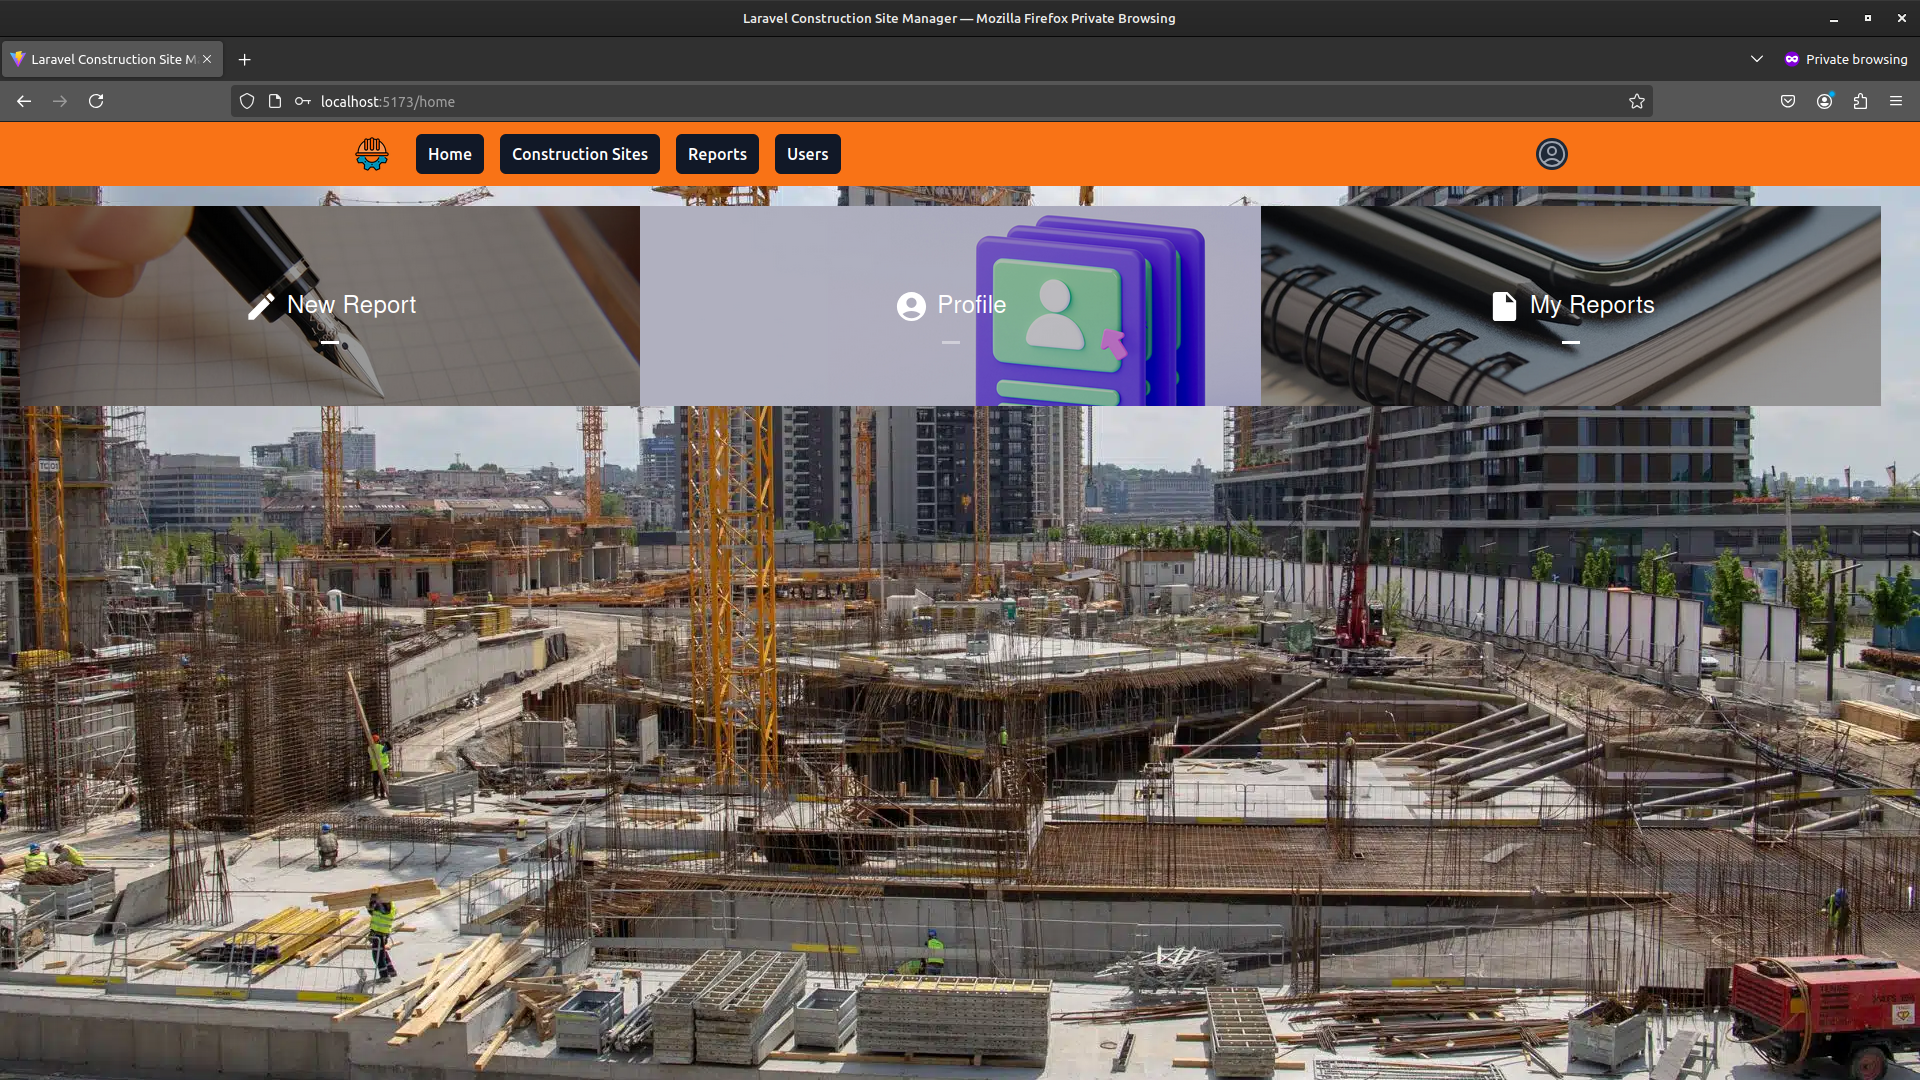 Laravel Construction Site Manager — Mozilla Firefox Private Browsing
Laravel Construction Site M
Private browsing
localhost:5173/home
Home
Construction Sites
Reports
Users
New Report
Profile
My Reports